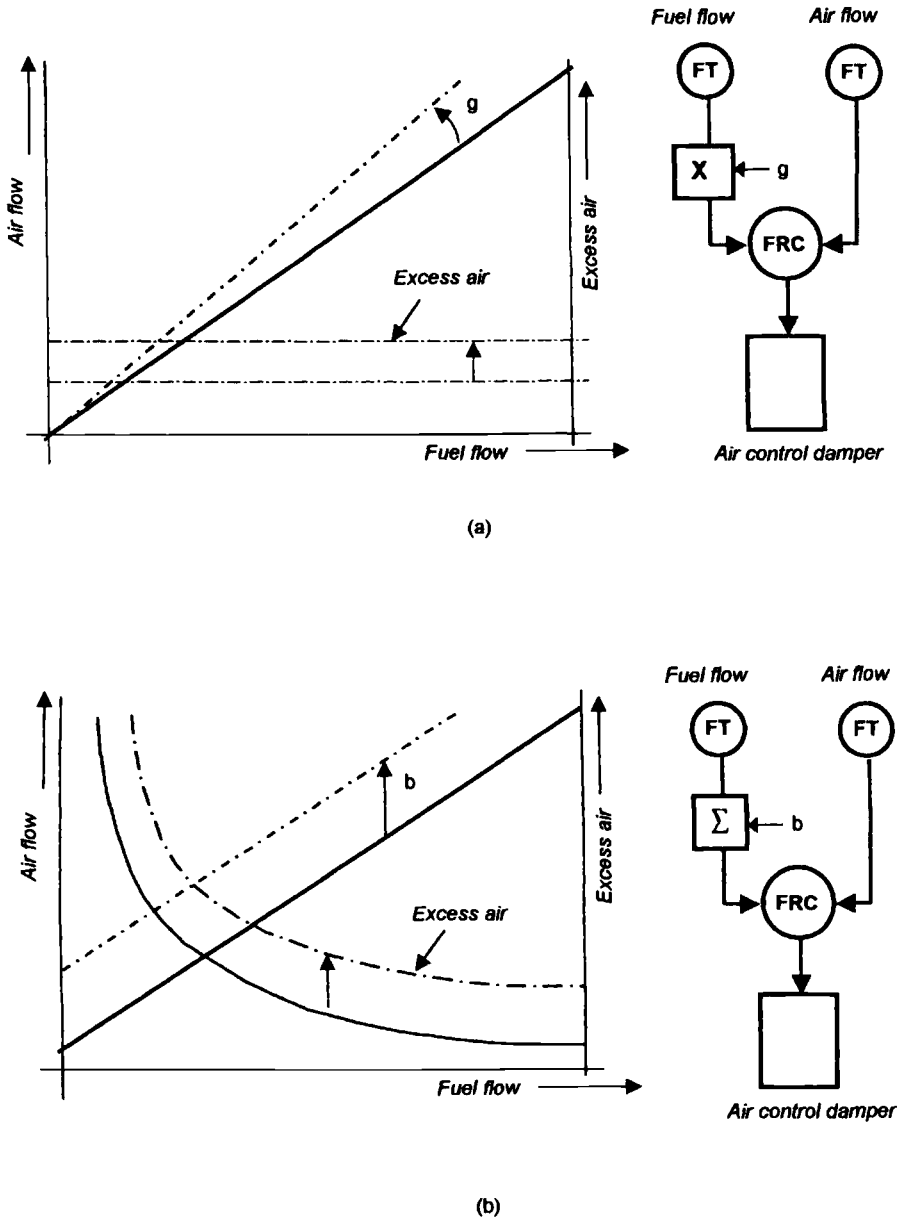 Fuel flow
Air flow
FT
FT
X
g
FRC
Air control damper
Air flow
g
Excess air
Excess air
Fuel flow
(a)
Fuel flow
Air flow
FT
FT
Σ
b
FRC
Air control damper
Air flow
b
Excess air
Excess air
Fuel flow
(b)